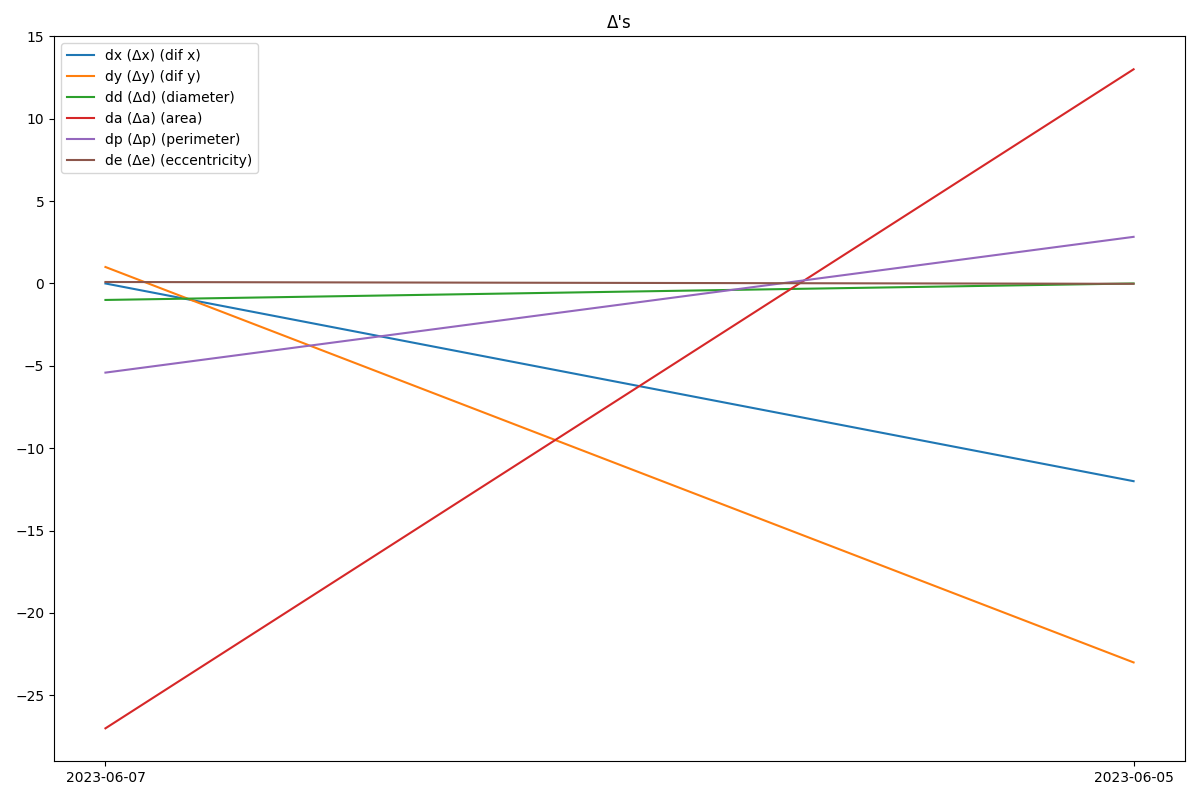 Δ's
dx (Δx) (dif x)
dy (Δy) (dif y)
dd (Δd) (diameter)
da (Δa) (area)
dp (Δp) (perimeter)
de (Δe) (eccentricity)
15
10
5
0
−5
−10
−15
−20
−25
2023-06-07 2023-06-05